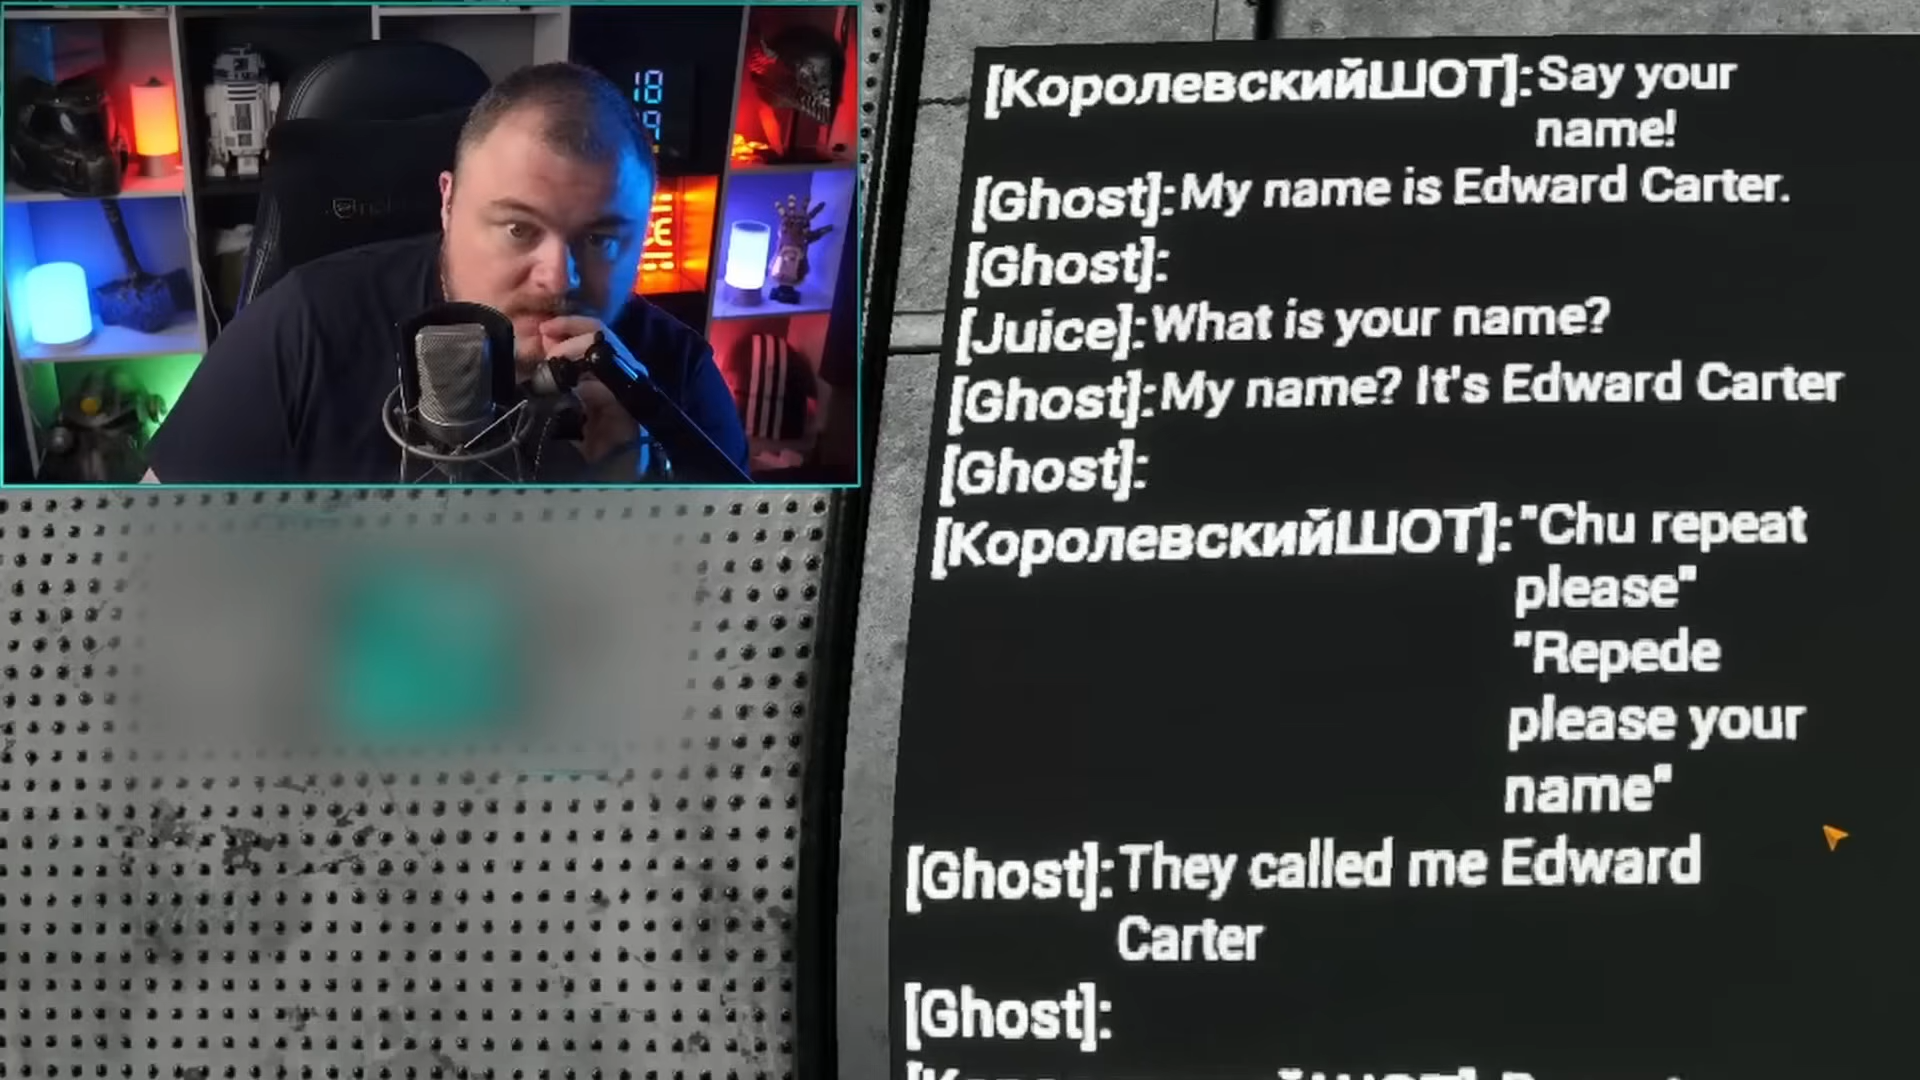 18
19
[КоролевскийШОТ]:Say your
name!
[Ghost]:My name is Edward Carter.
[Ghost]:
[Juice]:What is your name?
[Ghost]:My name? It's Edward Carter
[Ghost]:
[КоролевскийШОТ]:"Chu repeat
please"
"Repede
please your
name"
[Ghost]:They called me Edward
Carter
[Ghost]: